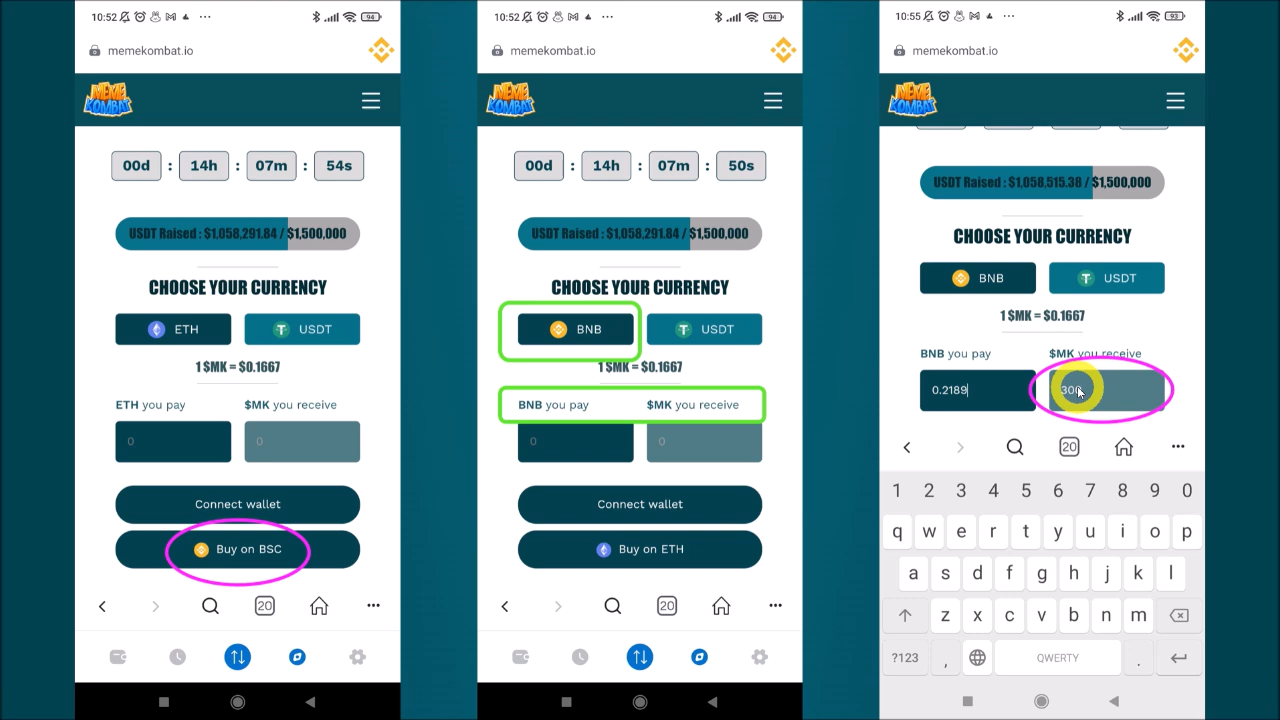 10:52
94
memekombat.io
MEME KOMBAT
00d : 14h : 07m : 54s
USDT Raised : $1,058,291.84 / $1,500,000
CHOOSE YOUR CURRENCY
ETH
USDT
1 $MK = $0.1667
ETH you pay
$MK you receive
0
0
Connect wallet
Buy on BSC
20
10:52
94
memekombat.io
MEME KOMBAT
00d : 14h : 07m : 50s
USDT Raised : $1,058,291.84 / $1,500,000
CHOOSE YOUR CURRENCY
BNB
USDT
1 $MK = $0.1667
BNB you pay
$MK you receive
0
0
Connect wallet
Buy on ETH
20
10:55
93
memekombat.io
MEME KOMBAT
USDT Raised : $1,058,515.38 / $1,500,000
CHOOSE YOUR CURRENCY
BNB
USDT
1 $MK = $0.1667
BNB you pay
$MK you receive
0.2189
300
20
1 2 3 4 5 6 7 8 9 0
q w e r t y u i o p
a s d f g h j k l
z x c v b n m
?123 , QWERTY .